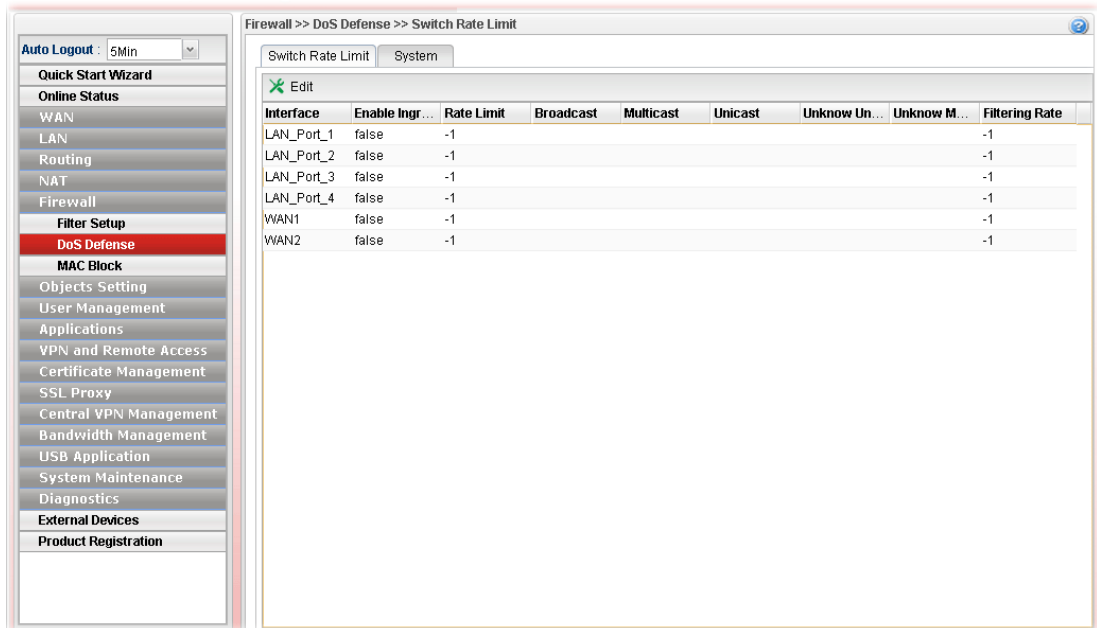 Firewall >> DoS Defense >> Switch Rate Limit
Auto Logout : 5Min
Quick Start Wizard
Online Status
WAN
LAN
Routing
NAT
Firewall
Filter Setup
DoS Defense
MAC Block
Objects Setting
User Management
Applications
VPN and Remote Access
Certificate Management
SSL Proxy
Central VPN Management
Bandwidth Management
USB Application
System Maintenance
Diagnostics
External Devices
Product Registration
Switch Rate Limit System
Edit
Interface Enable Ingr... Rate Limit Broadcast Multicast Unicast Unknow Un... Unknow M... Filtering Rate
LAN_Port_1 false -1 -1
LAN_Port_2 false -1 -1
LAN_Port_3 false -1 -1
LAN_Port_4 false -1 -1
WAN1 false -1 -1
WAN2 false -1 -1